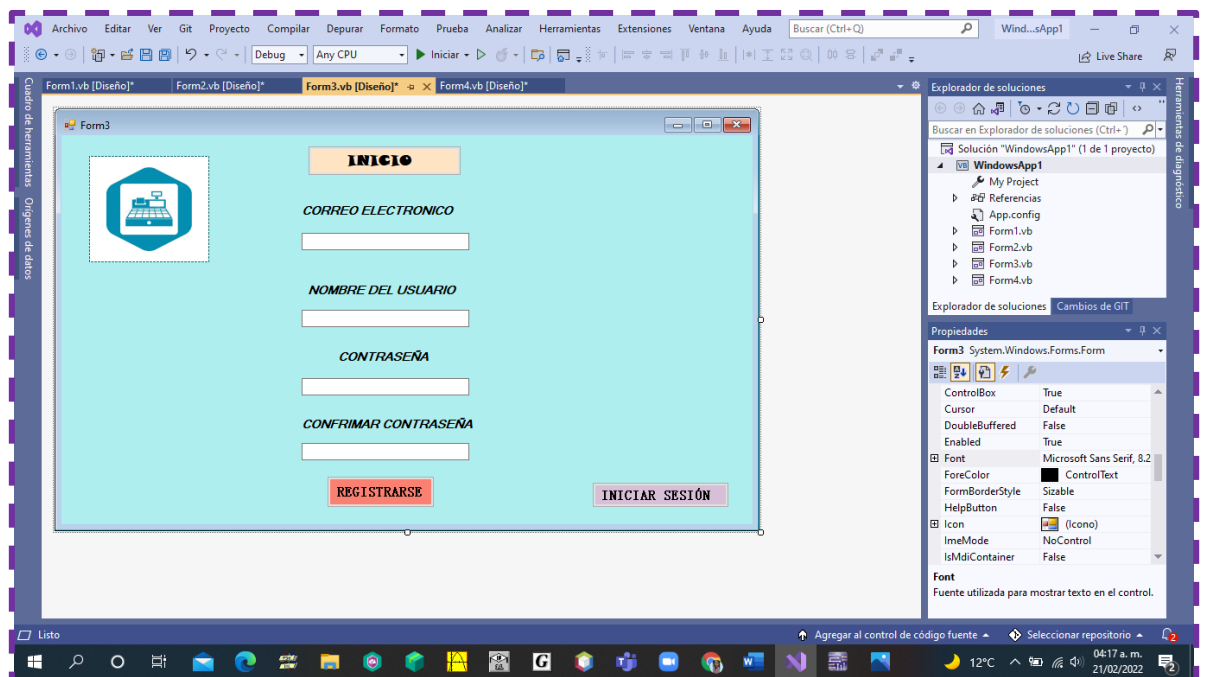 Archivo Editar Ver Git Proyecto Compilar Depurar Formato Prueba Analizar Herramientas Extensiones Ventana Ayuda Buscar (Ctrl+Q) Wind...sApp1
Debug Any CPU Iniciar Live Share
Cuadro de herramientas
Orígenes de datos
Form1.vb [Diseño]* Form2.vb [Diseño]* Form3.vb [Diseño]* Form4.vb [Diseño]*
Form3
INICIO
CORREO ELECTRONICO
NOMBRE DEL USUARIO
CONTRASEÑA
CONFRIMAR CONTRASEÑA
REGISTRARSE
INICIAR SESIÓN
Explorador de soluciones
Buscar en Explorador de soluciones (Ctrl+¨)
Solución "WindowsApp1" (1 de 1 proyecto)
VB WindowsApp1
My Project
Referencias
App.config
Form1.vb
Form2.vb
Form3.vb
Form4.vb
Explorador de soluciones Cambios de GIT
Propiedades
Form3 System.Windows.Forms.Form
ControlBox True
Cursor Default
DoubleBuffered False
Enabled True
Font Microsoft Sans Serif, 8.2
ForeColor ControlText
FormBorderStyle Sizable
HelpButton False
Icon (Icono)
ImeMode NoControl
IsMdiContainer False
Font
Fuente utilizada para mostrar texto en el control.
Herramientas de diagnóstico
Listo Agregar al control de código fuente Seleccionar repositorio 2
12°C 04:17 a. m.
21/02/2022 2